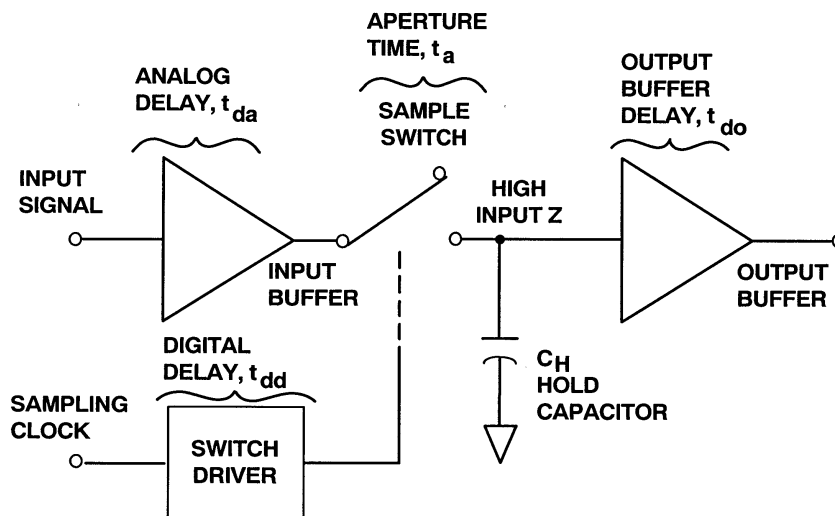 APERTURE
TIME, ta
ANALOG
DELAY, tda
SAMPLE
SWITCH
OUTPUT
BUFFER
DELAY, tdo
INPUT
SIGNAL
HIGH
INPUT Z
INPUT
BUFFER
OUTPUT
BUFFER
DIGITAL
DELAY, tdd
CH
HOLD
CAPACITOR
SAMPLING
CLOCK
SWITCH
DRIVER